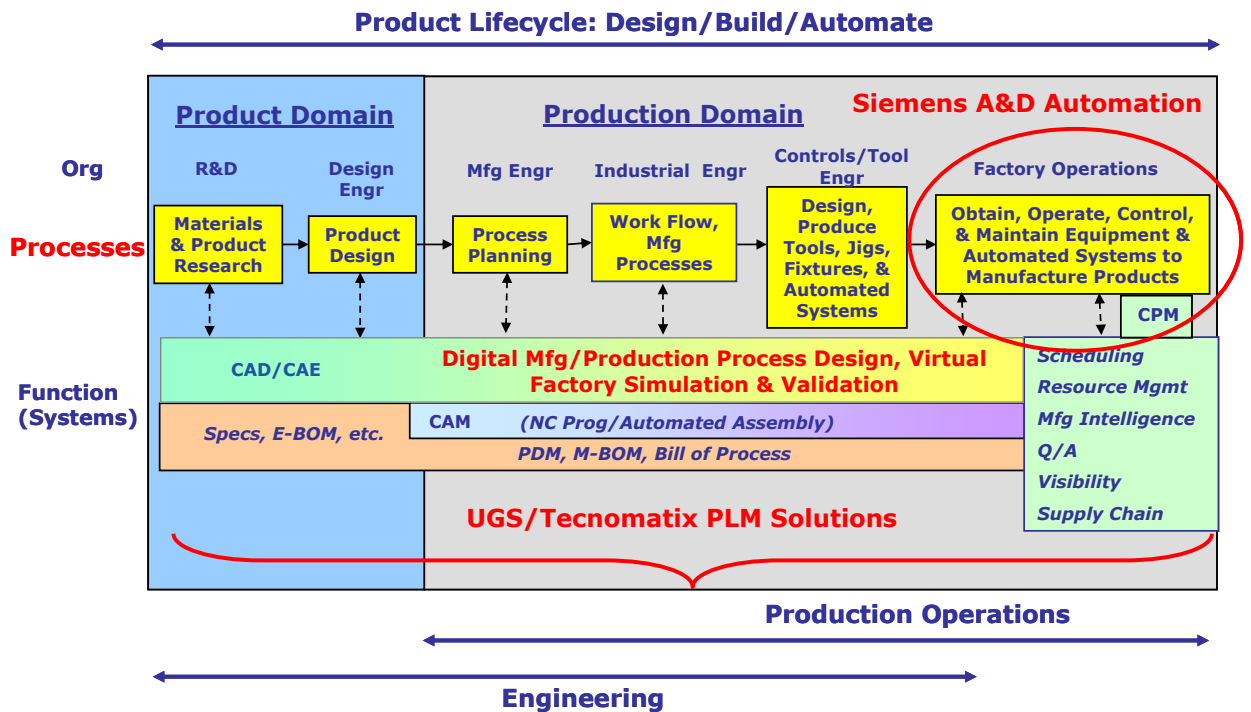 Product Lifecycle: Design/Build/Automate
Product Domain
Production Domain
Siemens A&D Automation
Org
R&D
Design
Engr
Mfg Engr
Industrial Engr
Controls/Tool
Engr
Factory Operations
Processes
Materials
& Product
Research
Product
Design
Process
Planning
Work Flow,
Mfg
Processes
Design,
Produce
Tools, Jigs,
Fixtures, &
Automated
Systems
Obtain, Operate, Control,
& Maintain Equipment &
Automated Systems to
Manufacture Products
CPM
Function
(Systems)
CAD/CAE
Digital Mfg/Production Process Design, Virtual
Factory Simulation & Validation
CAM (NC Prog/Automated Assembly)
Specs, E-BOM, etc.
PDM, M-BOM, Bill of Process
Scheduling
Resource Mgmt
Mfg Intelligence
Q/A
Visibility
Supply Chain
UGS/Tecnomatix PLM Solutions
Production Operations
Engineering